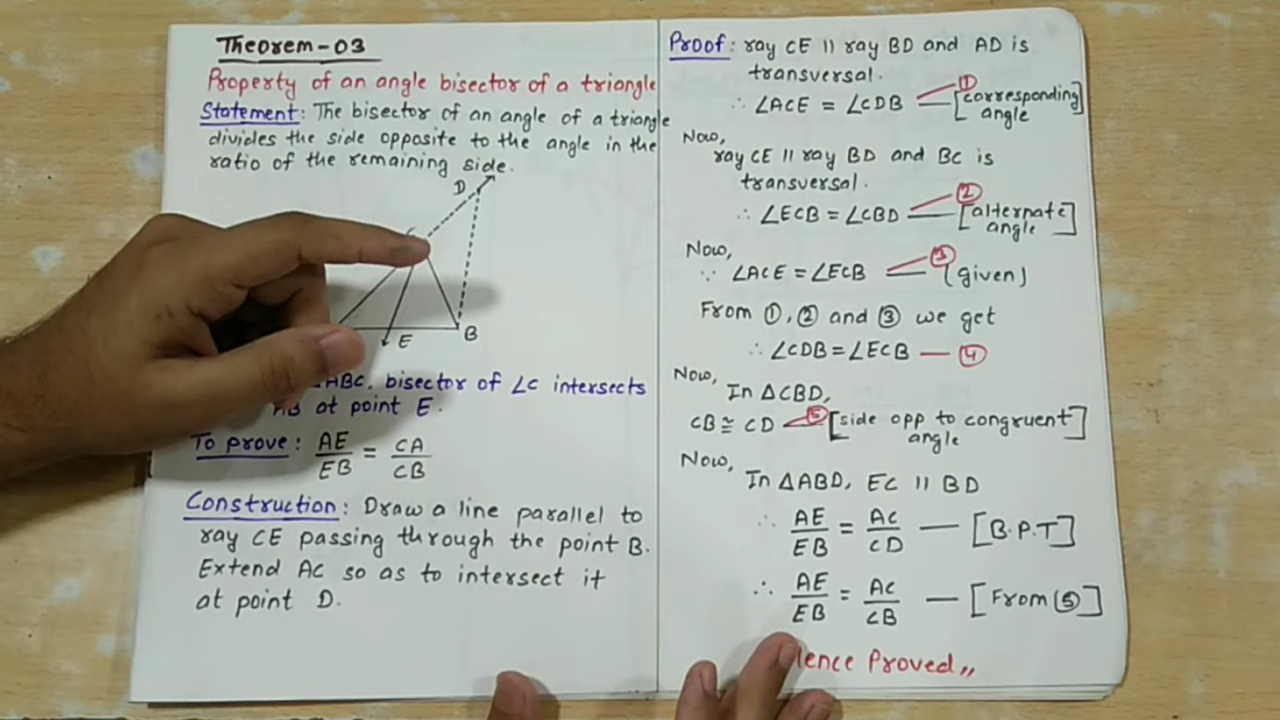 Theorem-03
Property of an angle bisector of a triangle
Statement: The bisector of an angle of a triangle
divides the side opposite to the angle in the
ratio of the remaining side.
D
E
B
ABC, bisector of ∠C intersects
AB at point E.
To prove: AE/EB = CA/CB
Construction: Draw a line parallel to
ray CE passing through the point B.
Extend AC so as to intersect it
at point D.
Proof: ray CE || ray BD and AD is
transversal.
∴ ∠ACE = ∠CDB — ① [corresponding
angle]
Now,
ray CE || ray BD and BC is
transversal.
∴ ∠ECB = ∠CBD — ② [alternate
angle]
Now,
∵ ∠ACE = ∠ECB — ③ (given)
From ①, ② and ③ we get
∴ ∠CDB = ∠ECB — ④
Now,
In △CBD,
CB ≅ CD — ⑤ [side opp to congruent
angle]
Now,
In △ABD, EC || BD
∴ AE/EB = AC/CD — [B.P.T]
∴ AE/EB = AC/CB — [From ⑤]
Hence Proved,,